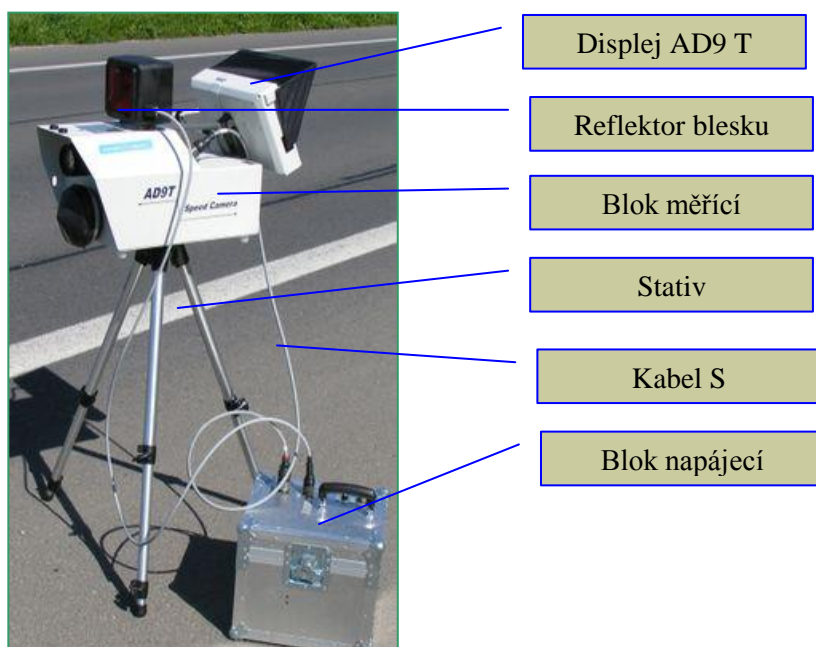 Displej AD9 T
Reflektor blesku
Blok měřící
Stativ
Kabel S
Blok napájecí
AD9T
Speed Camera